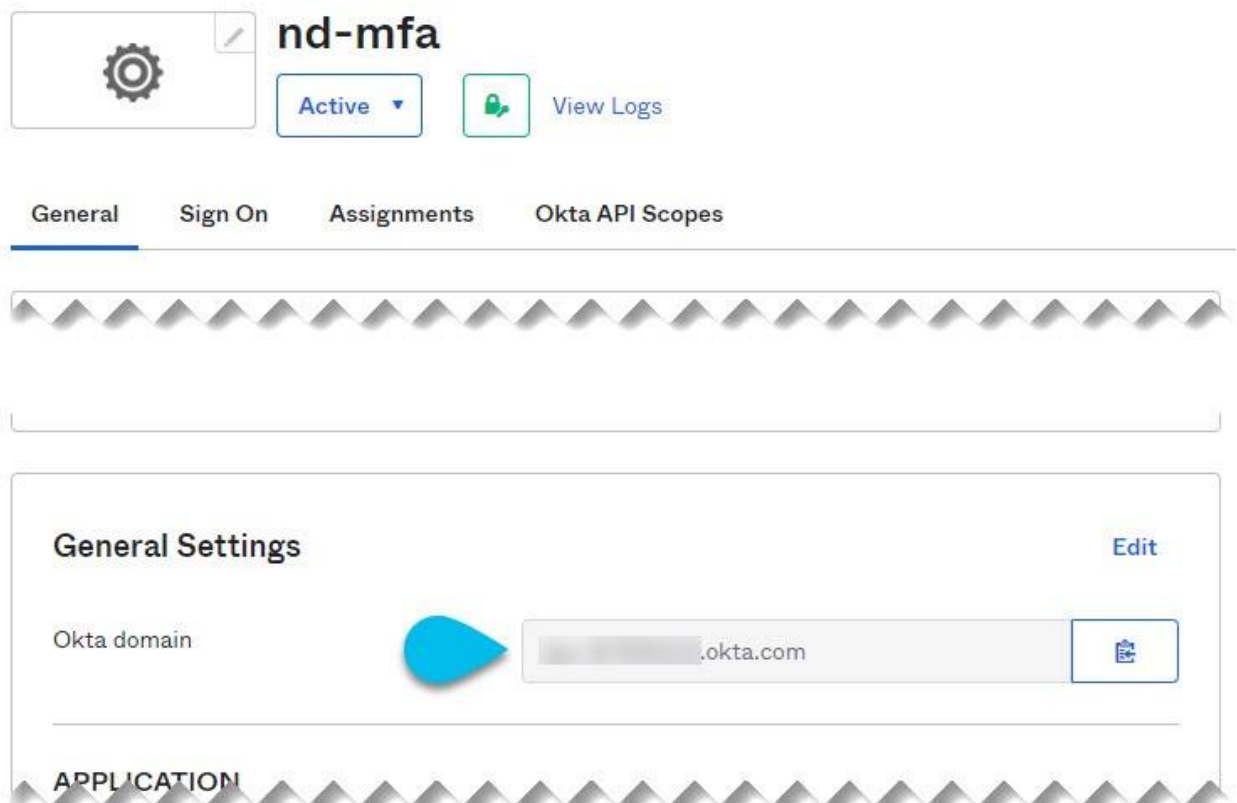 nd-mfa
Active
View Logs
General Sign On Assignments Okta API Scopes
General Settings Edit
Okta domain .okta.com
APPLICATION